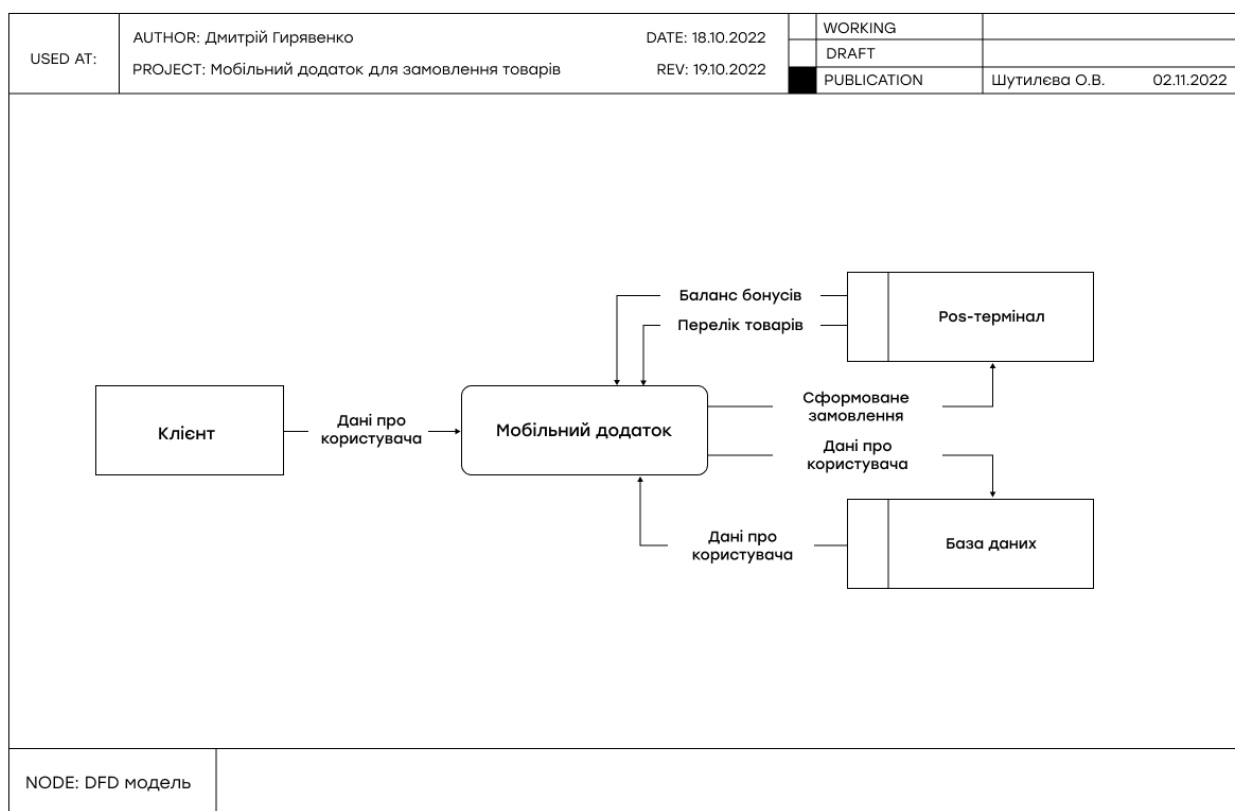 USED AT:
AUTHOR: Дмитрій Гирявенко
DATE: 18.10.2022
PROJECT: Мобільний додаток для замовлення товарів
REV: 19.10.2022
WORKING
DRAFT
PUBLICATION
Шутилєва О.В.
02.11.2022
Баланс бонусів
Перелік товарів
Pos-термінал
Клієнт
Дані про
користувача
Мобільний додаток
Сформоване
замовлення
Дані про
користувача
Дані про
користувача
База даних
NODE: DFD модель